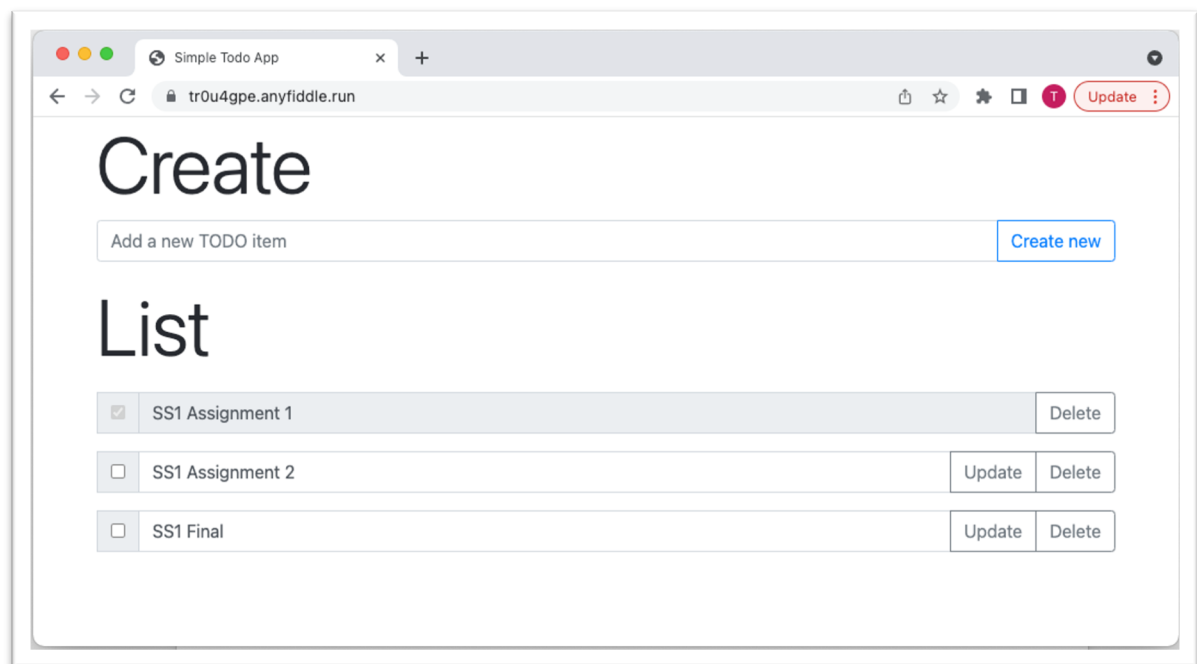 Simple Todo App
tr0u4gpe.anyfiddle.run
T
Update
Create
Add a new TODO item
Create new
List
SS1 Assignment 1
Delete
SS1 Assignment 2
Update
Delete
SS1 Final
Update
Delete